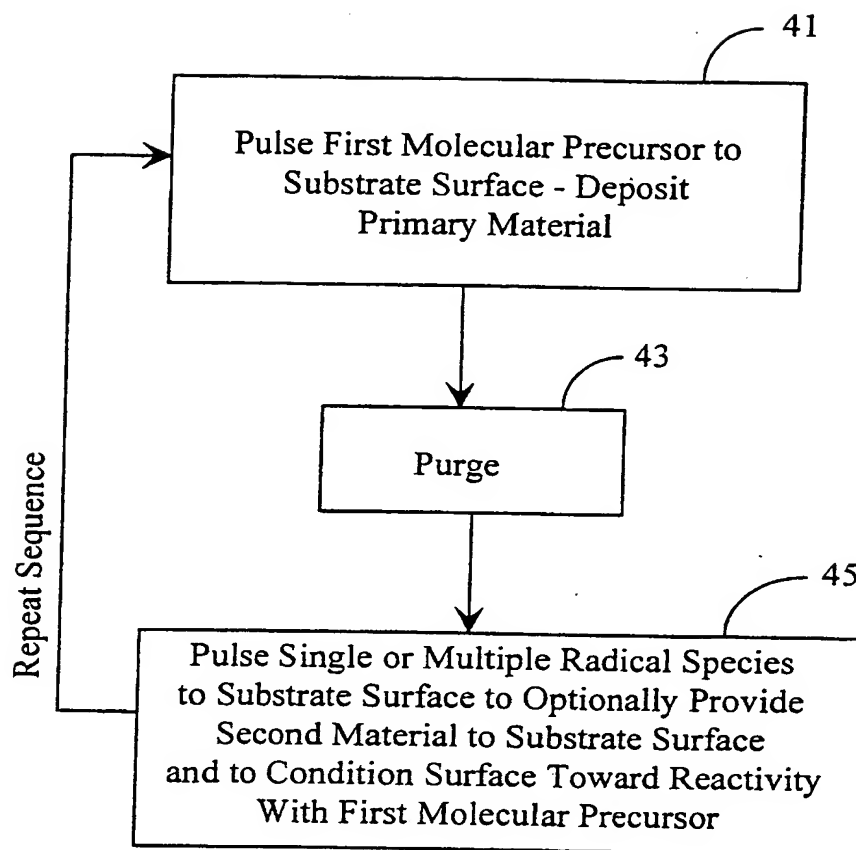 41
Pulse First Molecular Precursor to
Substrate Surface - Deposit
Primary Material
43
Purge
45
Repeat Sequence
Pulse Single or Multiple Radical Species
to Substrate Surface to Optionally Provide
Second Material to Substrate Surface
and to Condition Surface Toward Reactivity
With First Molecular Precursor